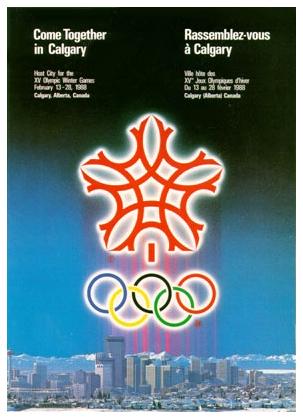 Come Together
in Calgary
Host City for the
XV Olympic Winter Games
February 13-28, 1988
Calgary, Alberta, Canada
Rassemblez-vous
à Calgary
Ville hôte des
XVes Jeux Olympiques d'hiver
Du 13 au 28 février 1988
Calgary (Alberta) Canada